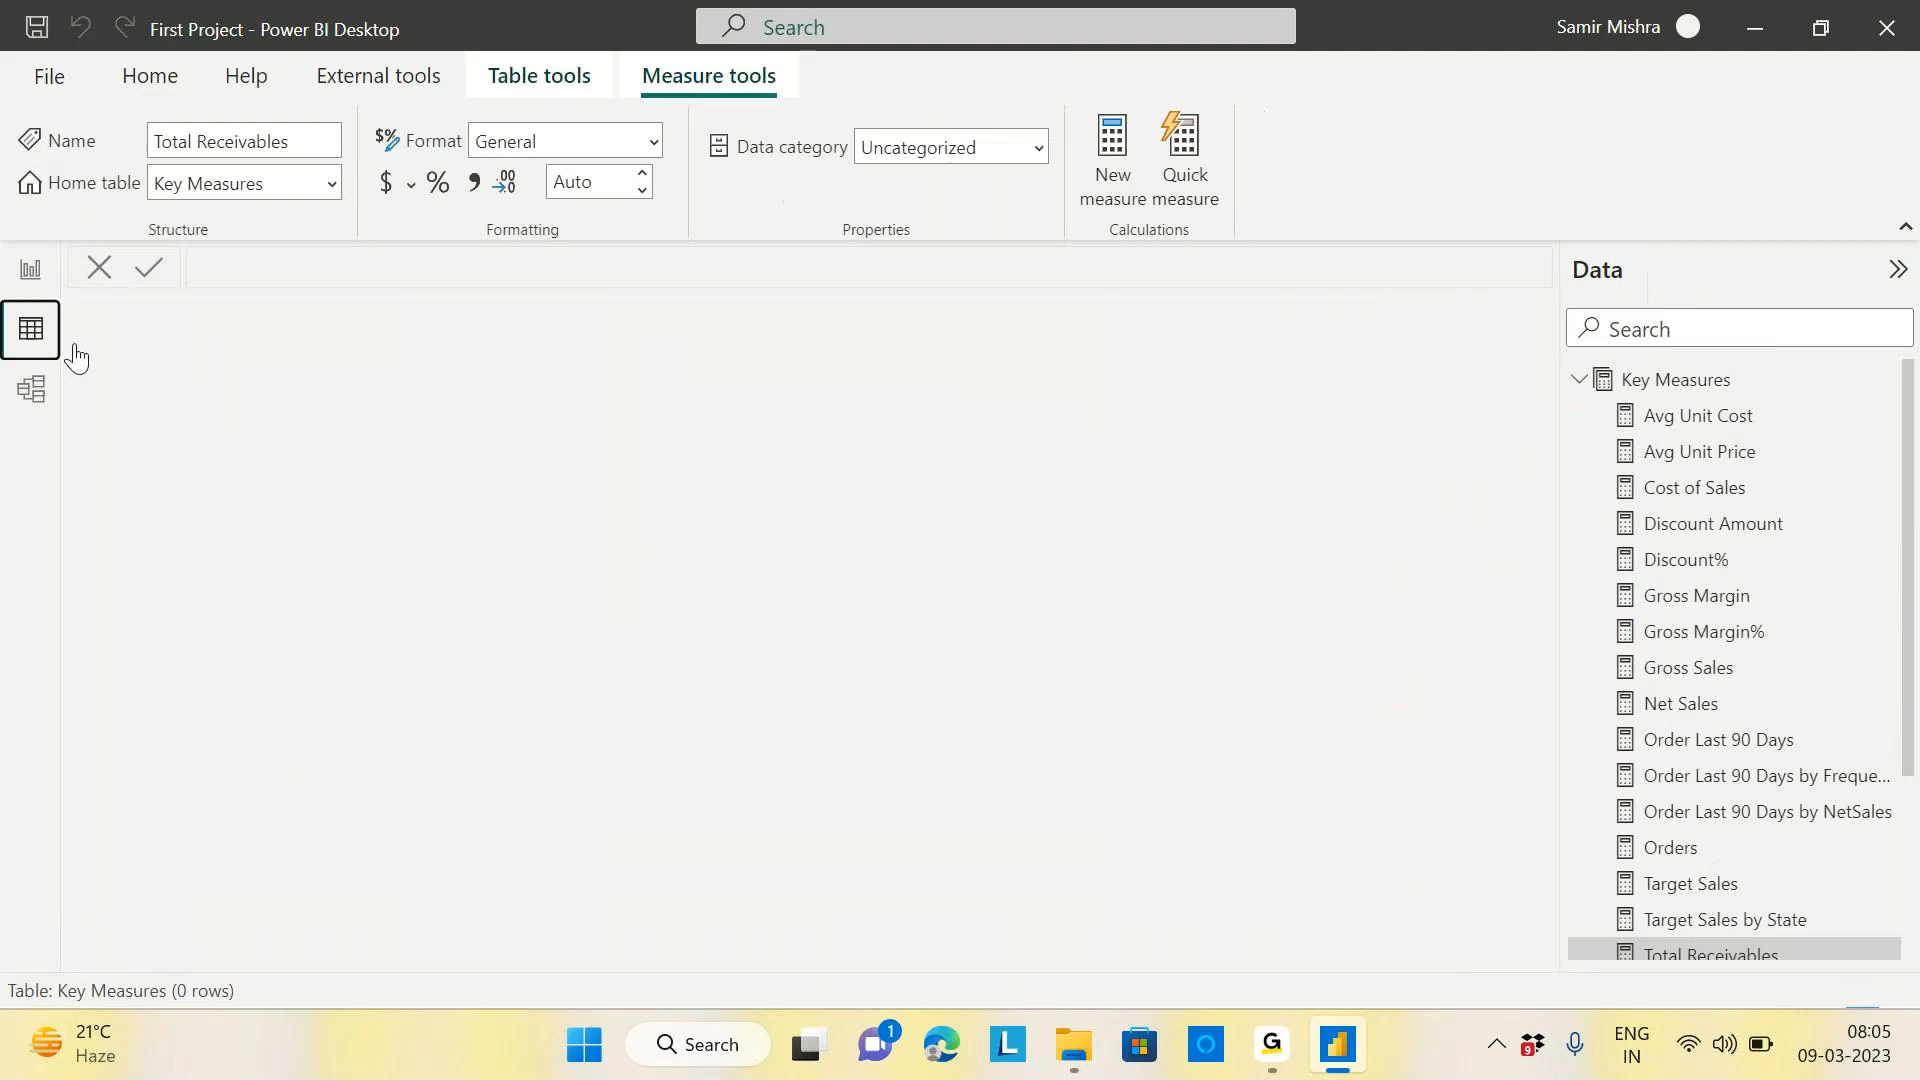 First Project - Power BI Desktop
Search
Samir Mishra
File
Home
Help
External tools
Table tools
Measure tools
Name
Total Receivables
Home table
Key Measures
Structure
$%
Format
General
$
%
.00
Auto
Formatting
Data category
Uncategorized
Properties
New
measure
Quick
measure
Calculations
Data
Search
Key Measures
Avg Unit Cost
Avg Unit Price
Cost of Sales
Discount Amount
Discount%
Gross Margin
Gross Margin%
Gross Sales
Net Sales
Order Last 90 Days
Order Last 90 Days by Freque...
Order Last 90 Days by NetSales
Orders
Target Sales
Target Sales by State
Total Receivables
Table: Key Measures (0 rows)
21°C
Haze
Search
1
L
G
9
ENG
IN
08:05
09-03-2023